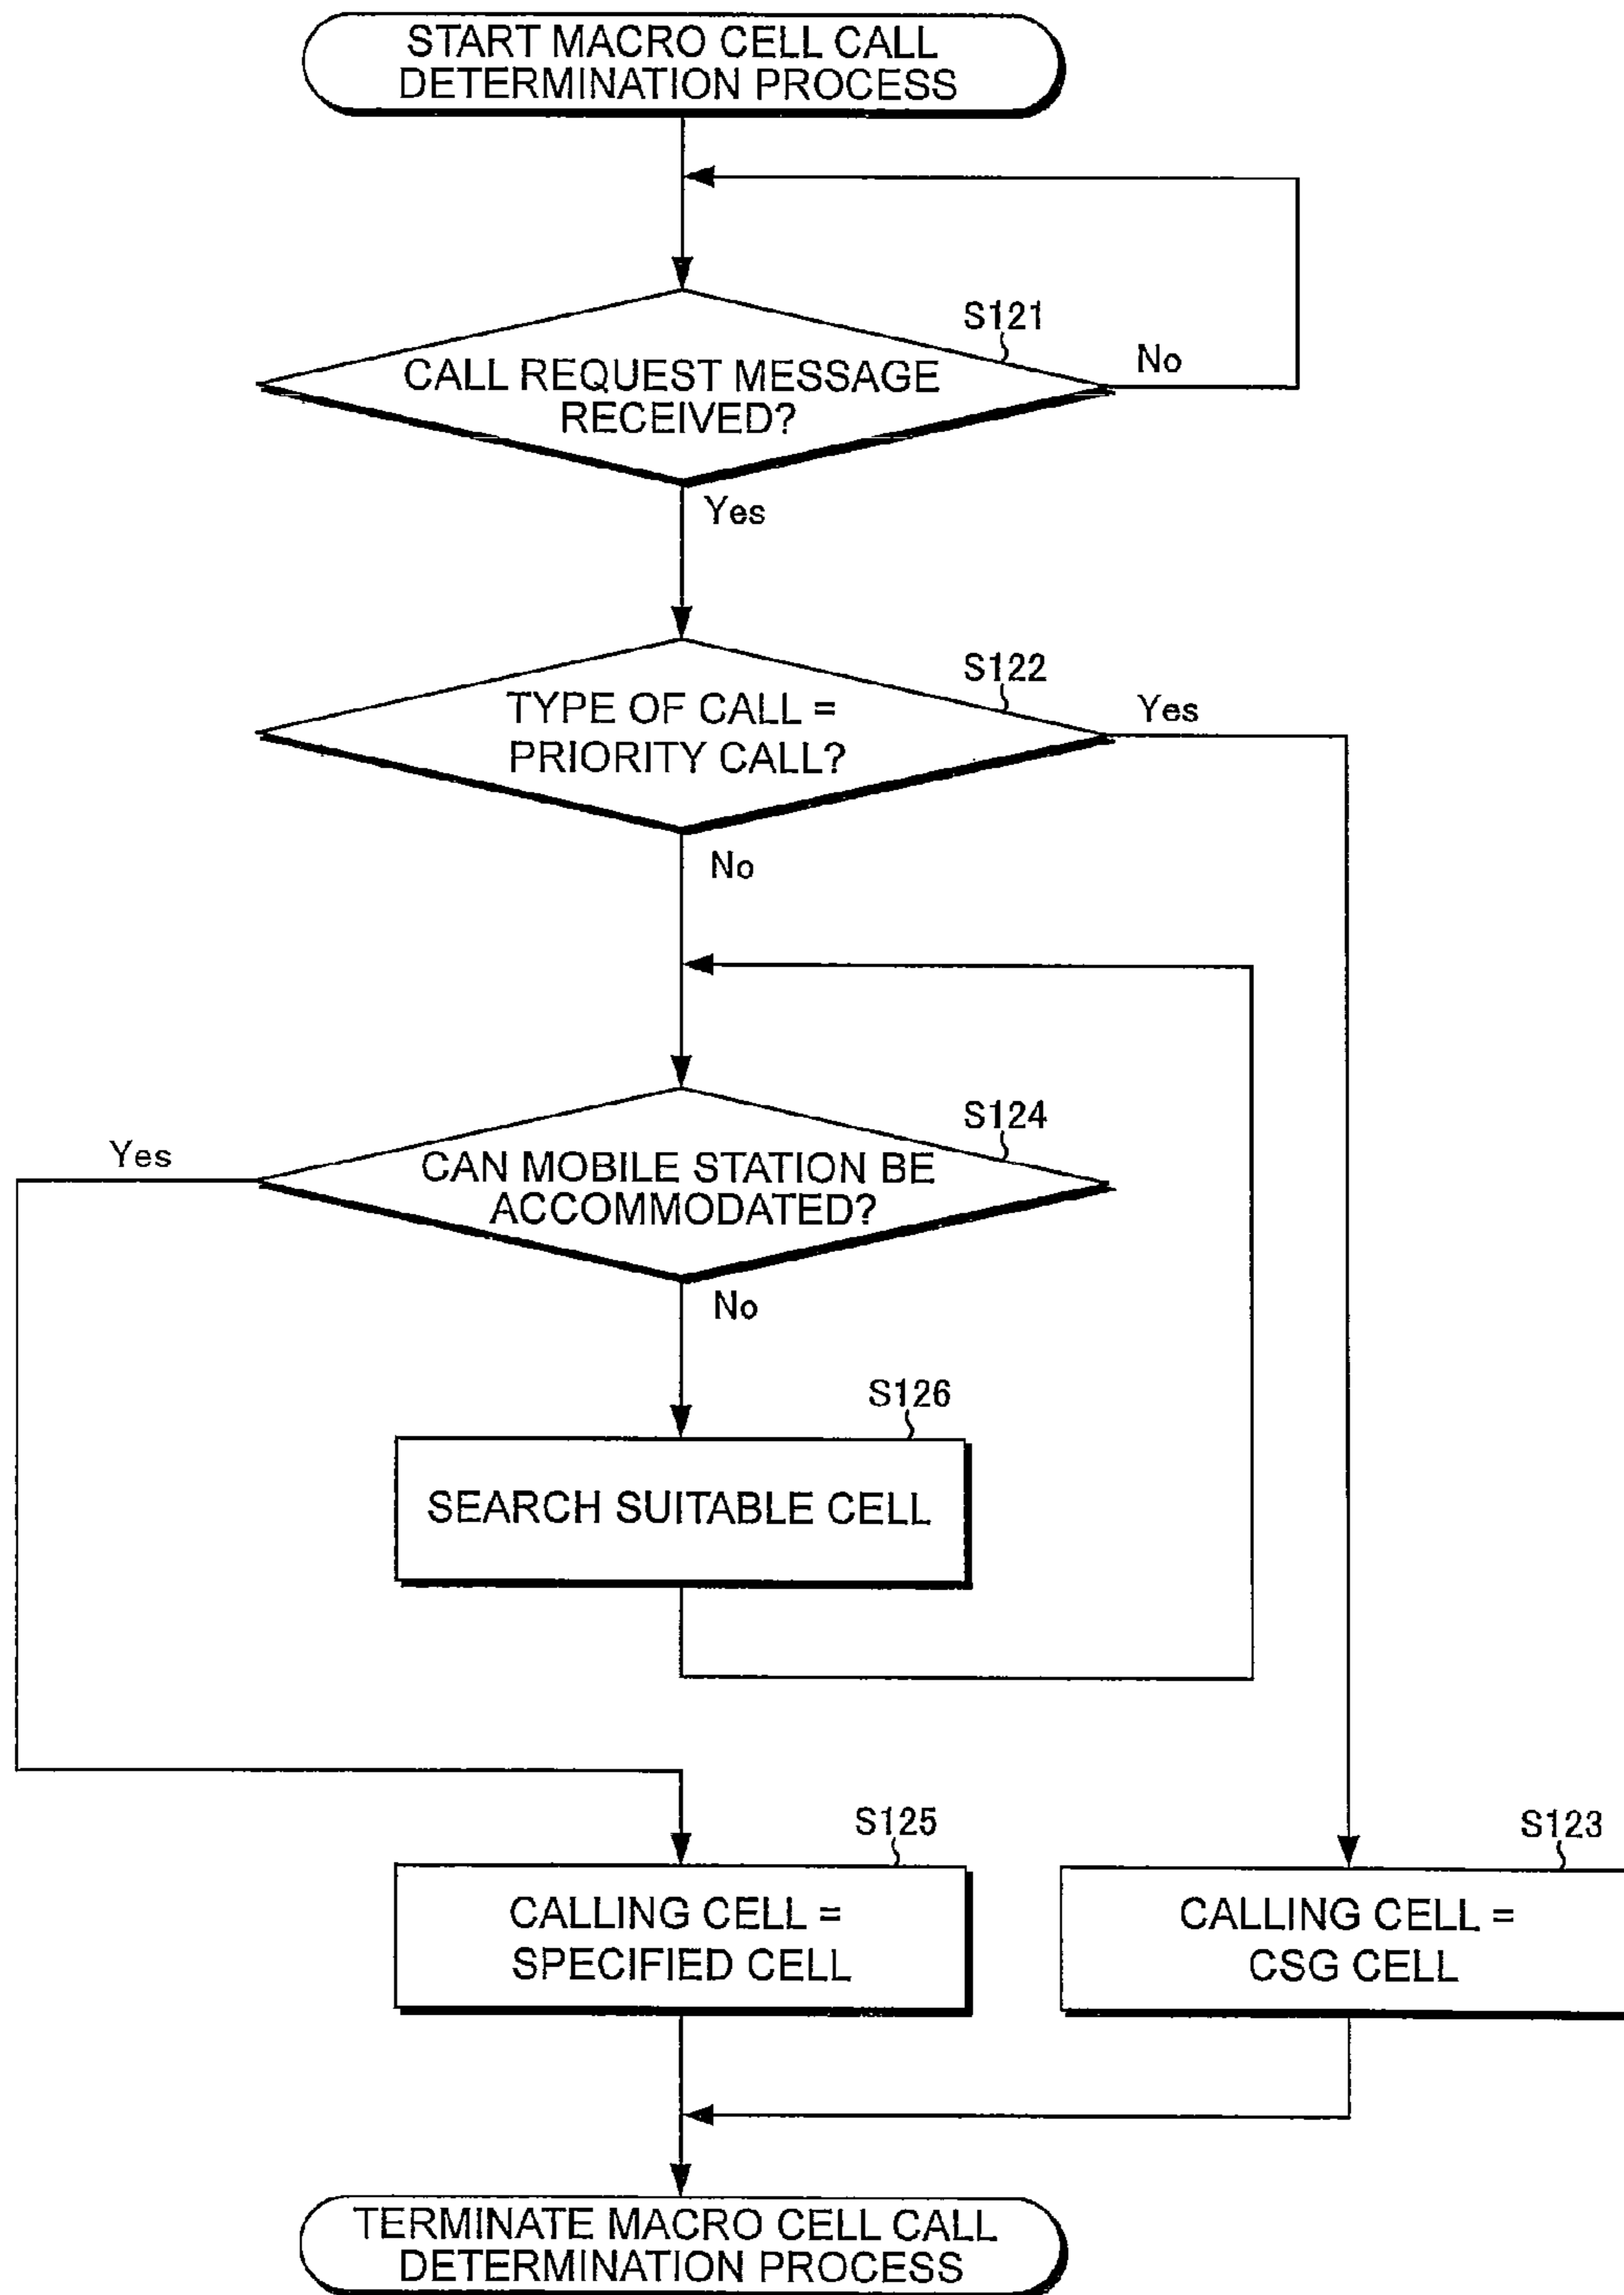 START MACRO CELL CALL
DETERMINATION PROCESS
S121
CALL REQUEST MESSAGE
RECEIVED?
No
Yes
S122
TYPE OF CALL =
PRIORITY CALL?
Yes
No
S124
CAN MOBILE STATION BE
ACCOMMODATED?
Yes
No
S126
SEARCH SUITABLE CELL
S125
CALLING CELL =
SPECIFIED CELL
S123
CALLING CELL =
CSG CELL
TERMINATE MACRO CELL CALL
DETERMINATION PROCESS